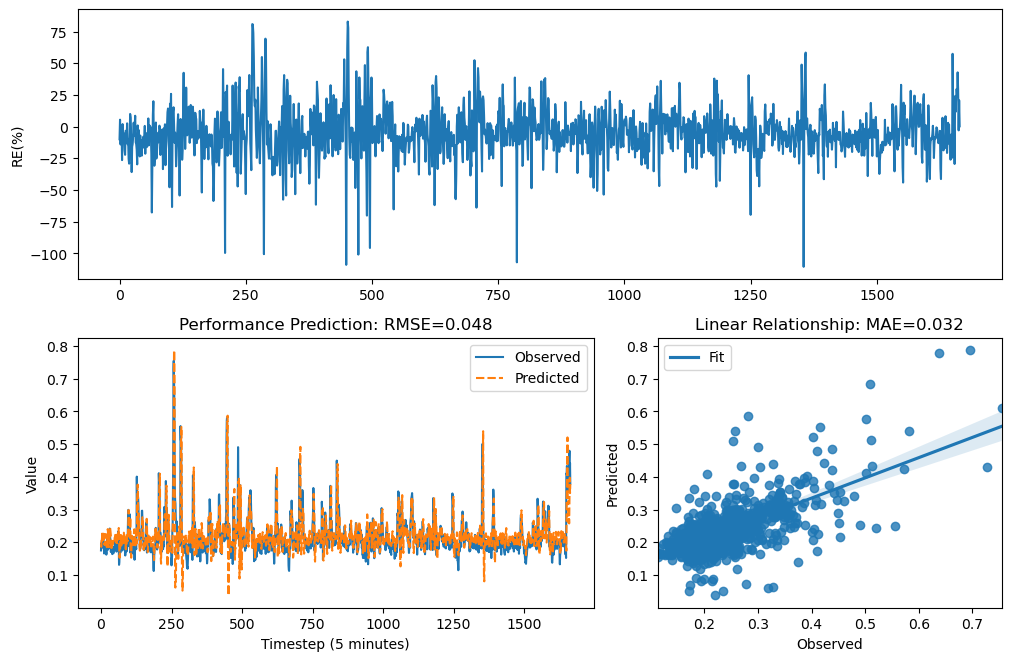 75
50
25
0
−25
−50
−75
−100
RE(%)
0 250 500 750 1000 1250 1500
Performance Prediction: RMSE=0.048
Observed
Predicted
0.8
0.7
0.6
0.5
0.4
0.3
0.2
0.1
Value
0 250 500 750 1000 1250 1500
Timestep (5 minutes)
Linear Relationship: MAE=0.032
Fit
0.8
0.7
0.6
0.5
0.4
0.3
0.2
0.1
Predicted
0.2 0.3 0.4 0.5 0.6 0.7
Observed